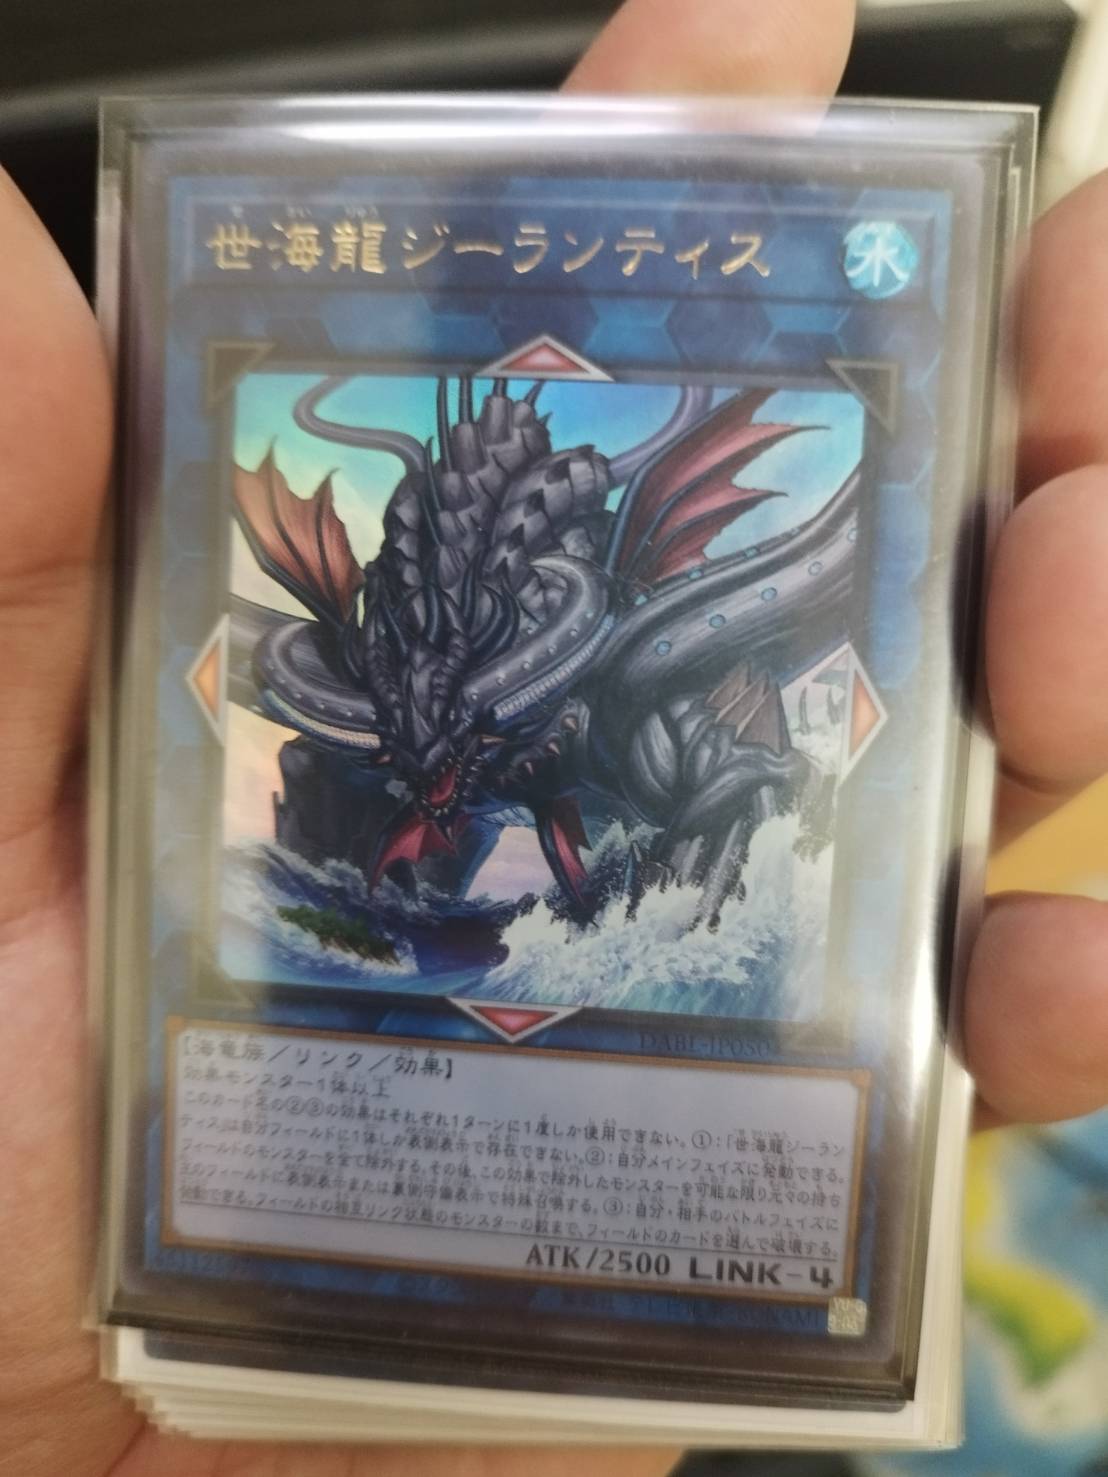 世海龍ジーランティス
水
DABL-JP050
[海竜族／リンク／効果]
効果モンスター1体以上
このカード名の②③の効果はそれぞれ1ターンに1度しか使用できない。①：「世海龍ジーラン
ティス」は自分フィールドに1体しか表側表示で存在できない。②：自分メインフェイズに発動できる。
フィールドのモンスターを全て除外する。その後、この効果で除外したモンスターを可能な限り元々の持ち
主のフィールドに表側表示または裏側守備表示で特殊召喚する。③：自分・相手のバトルフェイズに
発動できる。フィールドの相互リンク状態のモンスターの数まで、フィールドのカードを選んで破壊する。
ATK/2500 LINK-4